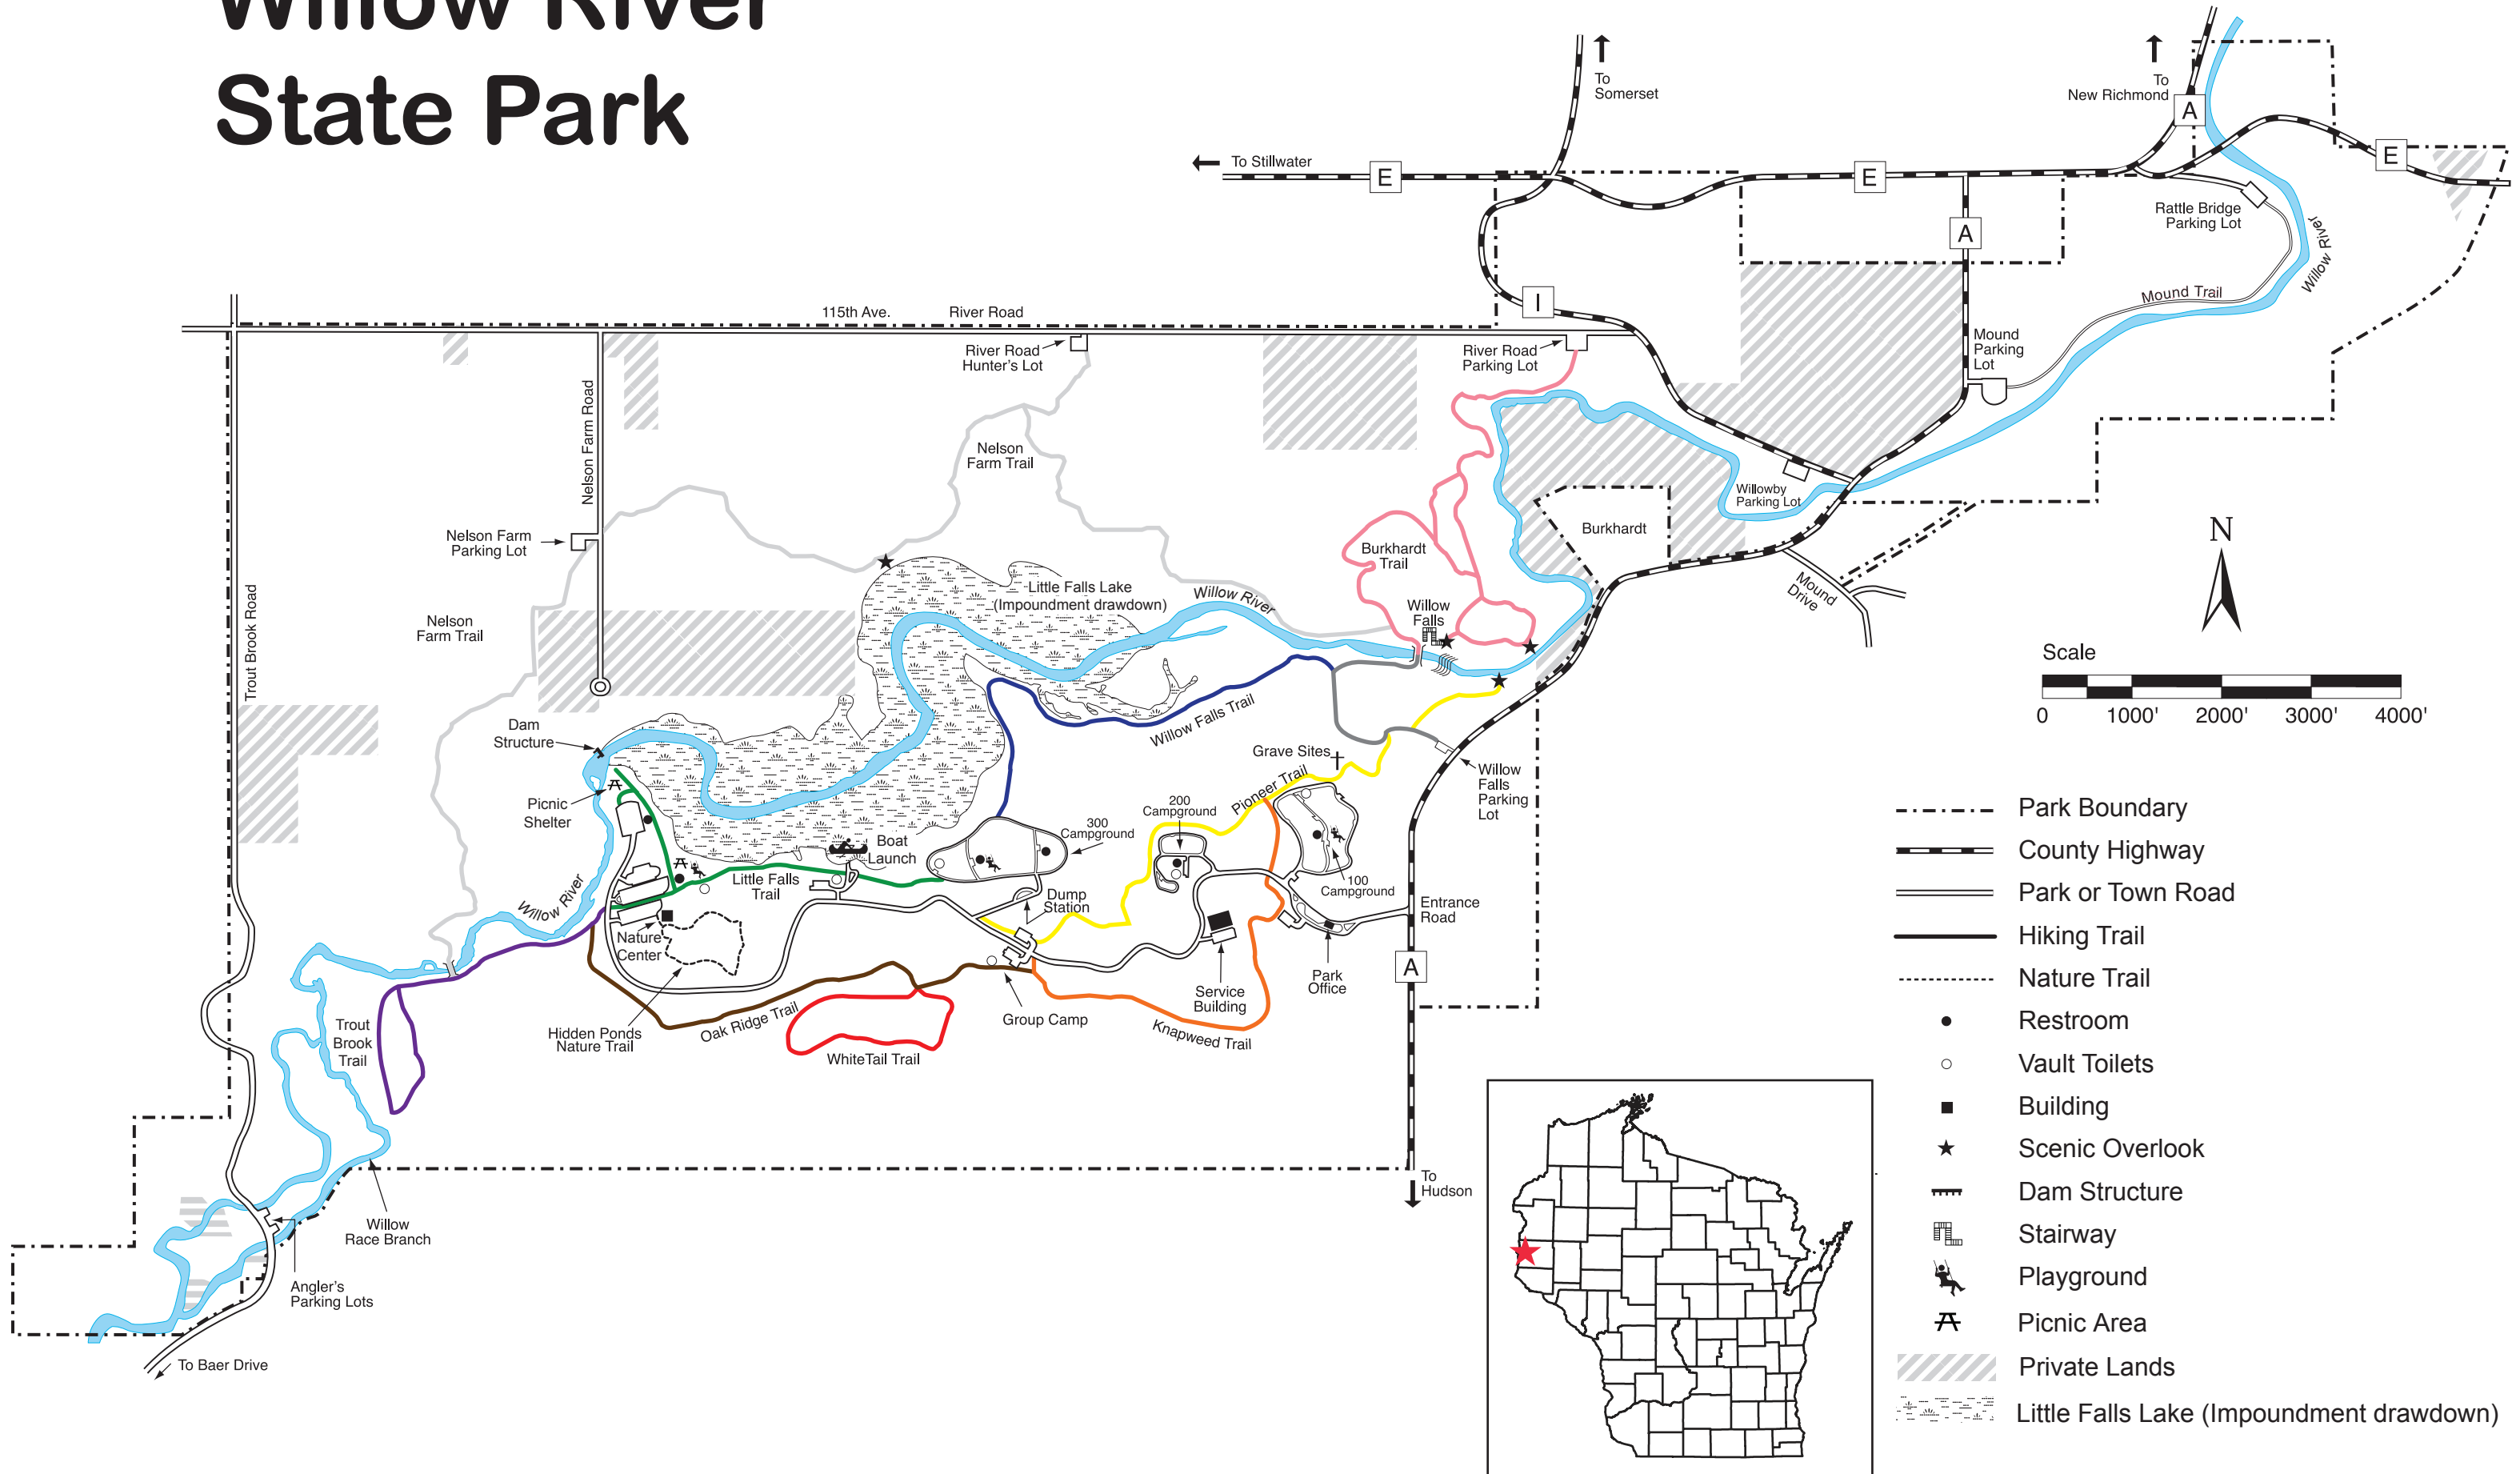 Willow River
State Park
To
Somerset
To
New Richmond
A
To Stillwater
E
E
E
A
Rattle Bridge
Parking Lot
Willow River
Mound Trail
I
115th Ave.
River Road
River Road
Hunter's Lot
River Road
Parking Lot
Mound
Parking
Lot
Nelson Farm Road
Nelson
Farm Trail
Willowby
Parking Lot
Nelson Farm
Parking Lot
Burkhardt
Burkhardt
Trail
N
Trout Brook Road
Little Falls Lake
(Impoundment drawdown)
Willow River
Mound
Drive
Nelson
Farm Trail
Willow
Falls
Scale
0
1000'
2000'
3000'
4000'
Dam
Structure
Willow Falls Trail
Grave Sites
Willow
Falls
Parking
Lot
Pioneer Trail
Picnic
Shelter
200
Campground
300
Campground
Boat
Launch
100
Campground
Little Falls
Trail
Dump
Station
Entrance
Road
Willow River
Nature
Center
A
Park
Office
Service
Building
Group Camp
Hidden Ponds
Nature Trail
Oak Ridge Trail
Knapweed Trail
WhiteTail Trail
Trout
Brook
Trail
To
Hudson
Willow
Race Branch
Angler's
Parking Lots
To Baer Drive
Park Boundary
County Highway
Park or Town Road
Hiking Trail
Nature Trail
Restroom
Vault Toilets
Building
Scenic Overlook
Dam Structure
Stairway
Playground
Picnic Area
Private Lands
Little Falls Lake (Impoundment drawdown)